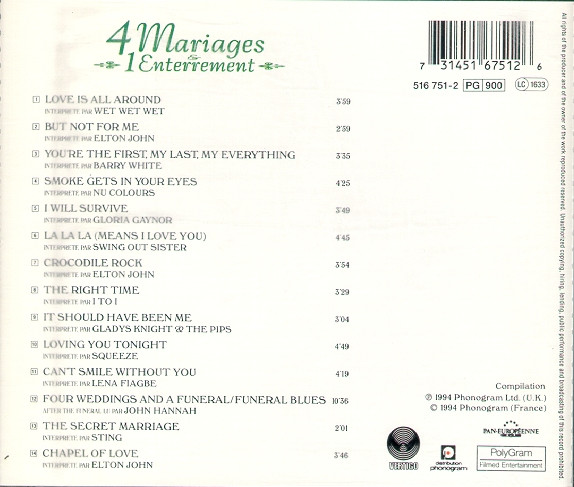 4 Mariages
&
1 Enterrement
7 31451 67512 6
516 751-2 PG 900 LC 1633
1 LOVE IS ALL AROUND 3'59
INTERPRETE PAR WET WET WET
2 BUT NOT FOR ME 2'59
INTERPRETE PAR ELTON JOHN
3 YOU'RE THE FIRST, MY LAST, MY EVERYTHING 3'35
INTERPRETE PAR BARRY WHITE
4 SMOKE GETS IN YOUR EYES 4'25
INTERPRETE PAR NU COLOURS
5 I WILL SURVIVE 3'49
INTERPRETE PAR GLORIA GAYNOR
6 LA LA LA (MEANS I LOVE YOU) 4'45
INTERPRETE PAR SWING OUT SISTER
7 CROCODILE ROCK 3'54
INTERPRETE PAR ELTON JOHN
8 THE RIGHT TIME 3'29
INTERPRETE PAR 1 TO 1
9 IT SHOULD HAVE BEEN ME 3'04
INTERPRETE PAR GLADYS KNIGHT & THE PIPS
10 LOVING YOU TONIGHT 4'49
INTERPRETE PAR SQUEEZE
11 CAN'T SMILE WITHOUT YOU 4'19
INTERPRETE PAR LENA FIAGBE
12 FOUR WEDDINGS AND A FUNERAL/FUNERAL BLUES 10'36
AFTER THE FUNERAL LU PAR JOHN HANNAH
13 THE SECRET MARRIAGE 2'01
INTERPRETE PAR STING
14 CHAPEL OF LOVE 3'46
INTERPRETE PAR ELTON JOHN
Compilation
℗ 1994 Phonogram Ltd. (U.K.)
© 1994 Phonogram (France)
VERTIGO
distribution
phonogram
PAN-EUROPÉENNE
PolyGram
Filmed Entertainment
All rights of the producer and of the owner of the work reproduced reserved. Unauthorized copying, hiring, lending, public performance and broadcasting of this record prohibited.